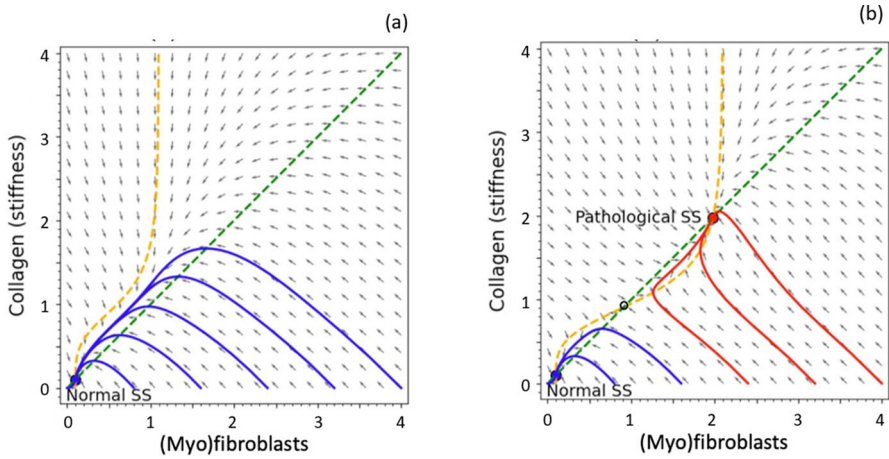 (a)
4
3
2
1
0
Normal SS
0 1 2 3 4
(Myo)fibroblasts
Collagen (stiffness)
(b)
4
3
2
1
0
Pathological SS
Normal SS
0 1 2 3 4
(Myo)fibroblasts
Collagen (stiffness)